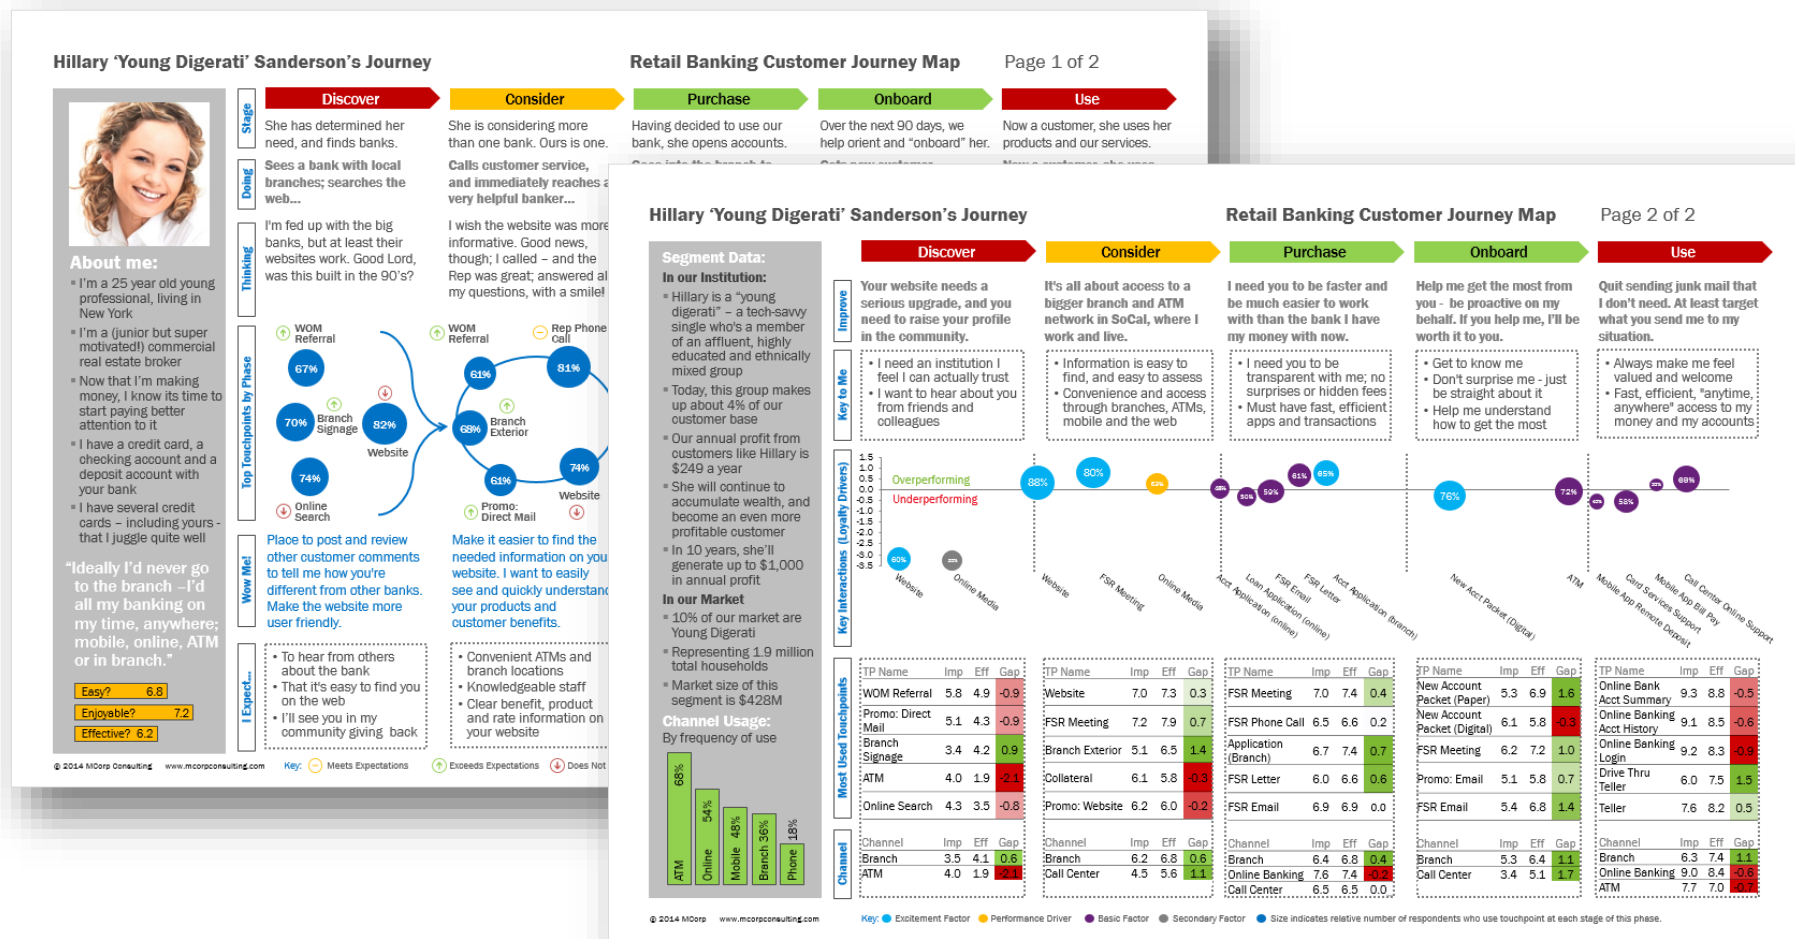 Hillary ‘Young Digerati’ Sanderson’s Journey
Retail Banking Customer Journey Map
Page 1 of 2
Discover
Consider
Purchase
Onboard
Use
Stage
She has determined her
need, and finds banks.
She is considering more
than one bank. Ours is one.
Having decided to use our
bank, she opens accounts.
Over the next 90 days, we
help orient and “onboard” her.
Now a customer, she uses her
products and our services.
Doing
Sees a bank with local
branches; searches the
web...
Calls customer service,
and immediately reaches a
very helpful banker...
Thinking
I'm fed up with the big
banks, but at least their
websites work. Good Lord,
was this built in the 90's?
I wish the website was more
informative. Good news,
though; I called – and the
Rep was great; answered al
my questions, with a smile!
About me:
▪ I'm a 25 year old young
professional, living in
New York
▪ I'm a (junior but super
motivated!) commercial
real estate broker
▪ Now that I'm making
money, I know its time to
start paying better
attention to it
▪ I have a credit card, a
checking account and a
deposit account with
your bank
▪ I have several credit
cards – including yours -
that I juggle quite well
“Ideally I'd never go
to the branch –I'd
all my banking on
my time, anywhere;
mobile, online, ATM
or in branch.”
Easy? 6.8
Enjoyable? 7.2
Effective? 6.2
Top Touchpoints by Phase
WOM
Referral
67%
70%
Branch
Signage
82%
Website
74%
Online
Search
WOM
Referral
61%
Rep Phone
Call
81%
68%
Branch
Exterior
61%
Promo:
Direct Mail
74%
Website
Wow Me!
Place to post and review
other customer comments
to tell me how you're
different from other banks.
Make the website more
user friendly.
Make it easier to find the
needed information on you
website. I want to easily
see and quickly understand
your products and
customer benefits.
I Expect...
• To hear from others
about the bank
• That it's easy to find you
on the web
• I'll see you in my
community giving back
• Convenient ATMs and
branch locations
• Knowledgeable staff
• Clear benefit, product
and rate information on
your website
© 2014 MCorp Consulting www.mcorpconsulting.com
Key: Meets Expectations Exceeds Expectations Does Not
Hillary ‘Young Digerati’ Sanderson’s Journey
Retail Banking Customer Journey Map
Page 2 of 2
Discover
Consider
Purchase
Onboard
Use
Segment Data:
In our Institution:
▪ Hillary is a “young
digerati” – a tech-savvy
single who's a member
of an affluent, highly
educated and ethnically
mixed group
▪ Today, this group makes
up about 4% of our
customer base
▪ Our annual profit from
customers like Hillary is
$249 a year
▪ She will continue to
accumulate wealth, and
become an even more
profitable customer
▪ In 10 years, she'll
generate up to $1,000
in annual profit
In our Market
▪ 10% of our market are
Young Digerati
▪ Representing 1.9 million
total households
▪ Market size of this
segment is $428M
Channel Usage:
By frequency of use
ATM 68%
Online 54%
Mobile 48%
Branch 36%
Phone 18%
Improve
Your website needs a
serious upgrade, and you
need to raise your profile
in the community.
It's all about access to a
bigger branch and ATM
network in SoCal, where I
work and live.
I need you to be faster and
be much easier to work
with than the bank I have
my money with now.
Help me get the most from
you - be proactive on my
behalf. If you help me, I'll be
worth it to you.
Quit sending junk mail that
I don't need. At least target
what you send me to my
situation.
Key to Me
• I need an institution I
feel I can actually trust
• I want to hear about you
from friends and
colleagues
• Information is easy to
find, and easy to assess
• Convenience and access
through branches, ATMs,
mobile and the web
• I need you to be
transparent with me; no
surprises or hidden fees
• Must have fast, efficient
apps and transactions
• Get to know me
• Don't surprise me - just
be straight about it
• Help me understand
how to get the most
• Always make me feel
valued and welcome
• Fast, efficient, "anytime,
anywhere" access to my
money and my accounts
Key Interactions (Loyalty Drivers)
1.5
1.0
0.5
0.0
-0.5
-1.0
-1.5
-2.5
-3.0
-3.5
Overperforming
Underperforming
60%
88%
80%
50%
59%
61%
65%
76%
72%
58%
68%
Website
Online Media
Website
FSR Meeting
Online Media
Acct Application (online)
Loan Application (online)
FSR Email
FSR Letter
Acct Application (branch)
New Acct Packet (Digital)
ATM
Mobile App Remote Deposit
Card Services Support
Mobile App Bill Pay
Call Center Online Support
Most Used Touchpoints
TP Name Imp Eff Gap
WOM Referral 5.8 4.9 -0.9
Promo: Direct
Mail 5.1 4.3 -0.9
Branch
Signage 3.4 4.2 0.9
ATM 4.0 1.9 -2.1
Online Search 4.3 3.5 -0.8
TP Name Imp Eff Gap
Website 7.0 7.3 0.3
FSR Meeting 7.2 7.9 0.7
Branch Exterior 5.1 6.5 1.4
Collateral 6.1 5.8 -0.3
Promo: Website 6.2 6.0 -0.2
TP Name Imp Eff Gap
FSR Meeting 7.0 7.4 0.4
FSR Phone Call 6.5 6.6 0.2
Application
(Branch) 6.7 7.4 0.7
FSR Letter 6.0 6.6 0.6
FSR Email 6.9 6.9 0.0
TP Name Imp Eff Gap
New Account
Packet (Paper) 5.3 6.9 1.6
New Account
Packet (Digital) 6.1 5.8 -0.3
FSR Meeting 6.2 7.2 1.0
Promo: Email 5.1 5.8 0.7
FSR Email 5.4 6.8 1.4
TP Name Imp Eff Gap
Online Bank
Acct Summary 9.3 8.8 -0.5
Online Banking
Acct History 9.1 8.5 -0.6
Online Banking
Login 9.2 8.3 -0.9
Drive Thru
Teller 6.0 7.5 1.5
Teller 7.6 8.2 0.5
Channel
Channel Imp Eff Gap
Branch 3.5 4.1 0.6
ATM 4.0 1.9 -2.1
Channel Imp Eff Gap
Branch 6.2 6.8 0.6
Call Center 4.5 5.6 1.1
Channel Imp Eff Gap
Branch 6.4 6.8 0.4
Online Banking 7.6 7.4 -0.2
Call Center 6.5 6.5 0.0
Channel Imp Eff Gap
Branch 5.3 6.4 1.1
Call Center 3.4 5.1 1.7
Channel Imp Eff Gap
Branch 6.3 7.4 1.1
Online Banking 9.0 8.4 -0.6
ATM 7.7 7.0 -0.7
© 2014 MCorp www.mcorpconsulting.com
Key: Excitement Factor Performance Driver Basic Factor Secondary Factor Size indicates relative number of respondents who use touchpoint at each stage of this phase.